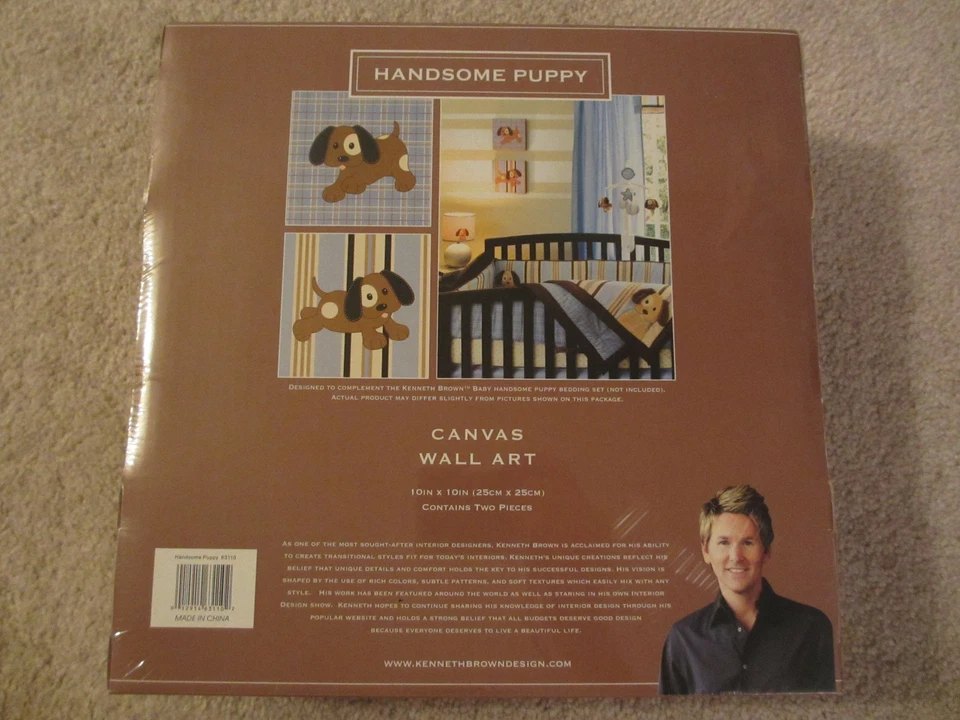 HANDSOME PUPPY
DESIGNED TO COMPLEMENT THE KENNETH BROWN™ BABY HANDSOME PUPPY BEDDING SET (NOT INCLUDED).
ACTUAL PRODUCT MAY DIFFER SLIGHTLY FROM PICTURES SHOWN ON THIS PACKAGE.
CANVAS
WALL ART
10IN X 10IN (25CM X 25CM)
CONTAINS TWO PIECES
AS ONE OF THE MOST SOUGHT-AFTER INTERIOR DESIGNERS, KENNETH BROWN IS ACCLAIMED FOR HIS ABILITY
TO CREATE TRANSITIONAL STYLES FIT FOR TODAY'S INTERIORS. KENNETH'S UNIQUE CREATIONS REFLECT HIS
BELIEF THAT UNIQUE DETAILS AND COMFORT HOLDS THE KEY TO HIS SUCCESSFUL DESIGNS. HIS VISION IS
SHAPED BY THE USE OF RICH COLORS, SUBTLE PATTERNS, AND SOFT TEXTURES WHICH EASILY MIX WITH ANY
STYLE. HIS WORK HAS BEEN FEATURED AROUND THE WORLD AS WELL AS STARING IN HIS OWN INTERIOR
DESIGN SHOW. KENNETH HOPES TO CONTINUE SHARING HIS KNOWLEDGE OF INTERIOR DESIGN THROUGH HIS
POPULAR WEBSITE AND HOLDS A STRONG BELIEF THAT ALL BUDGETS DESERVE GOOD DESIGN
BECAUSE EVERYONE DESERVES TO LIVE A BEAUTIFUL LIFE.
WWW.KENNETHBROWNDESIGN.COM
Handsome Puppy 63110
MADE IN CHINA